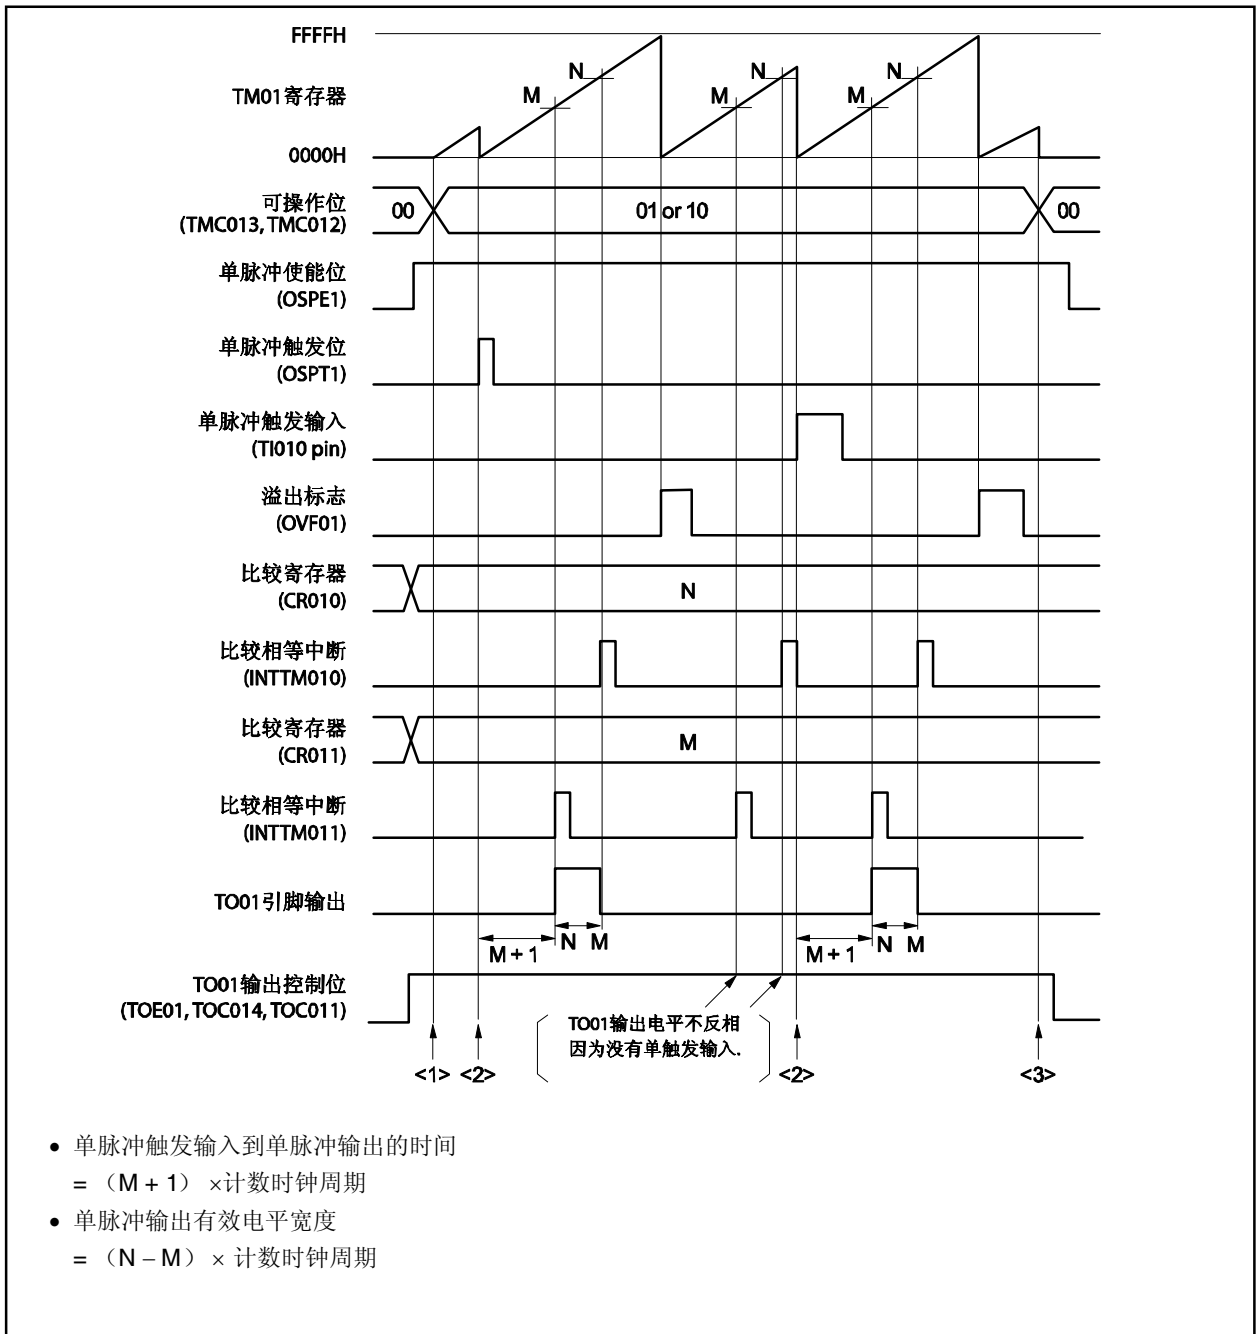 FFFFH
TM01寄存器
0000H
M
N
M
N
M
N
可操作位
(TMC013, TMC012)
00
01 or 10
00
单脉冲使能位
(OSPE1)
单脉冲触发位
(OSPT1)
单脉冲触发输入
(TI010 pin)
溢出标志
(OVF01)
比较寄存器
(CR010)
N
比较相等中断
(INTTM010)
比较寄存器
(CR011)
M
比较相等中断
(INTTM011)
TO01引脚输出
M + 1
N M
M + 1
N M
TO01输出控制位
(TOE01, TOC014, TOC011)
TO01输出电平不反相
因为没有单触发输入.
<1> <2>
<2>
<3>
• 单脉冲触发输入到单脉冲输出的时间
= （M + 1） ×计数时钟周期
• 单脉冲输出有效电平宽度
= （N – M） × 计数时钟周期